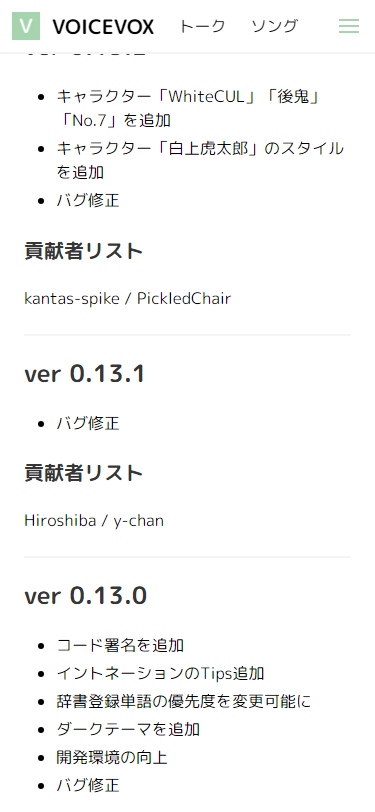 V VOICEVOX トーク ソング
・キャラクター「WhiteCUL」「後鬼」
「No.7」を追加
・キャラクター「白上虎太郎」のスタイル
を追加
・バグ修正
貢献者リスト
kantas-spike / PickledChair
ver 0.13.1
・バグ修正
貢献者リスト
Hiroshiba / y-chan
ver 0.13.0
・コード署名を追加
・イントネーションのTips追加
・辞書登録単語の優先度を変更可能に
・ダークテーマを追加
・開発環境の向上
・バグ修正